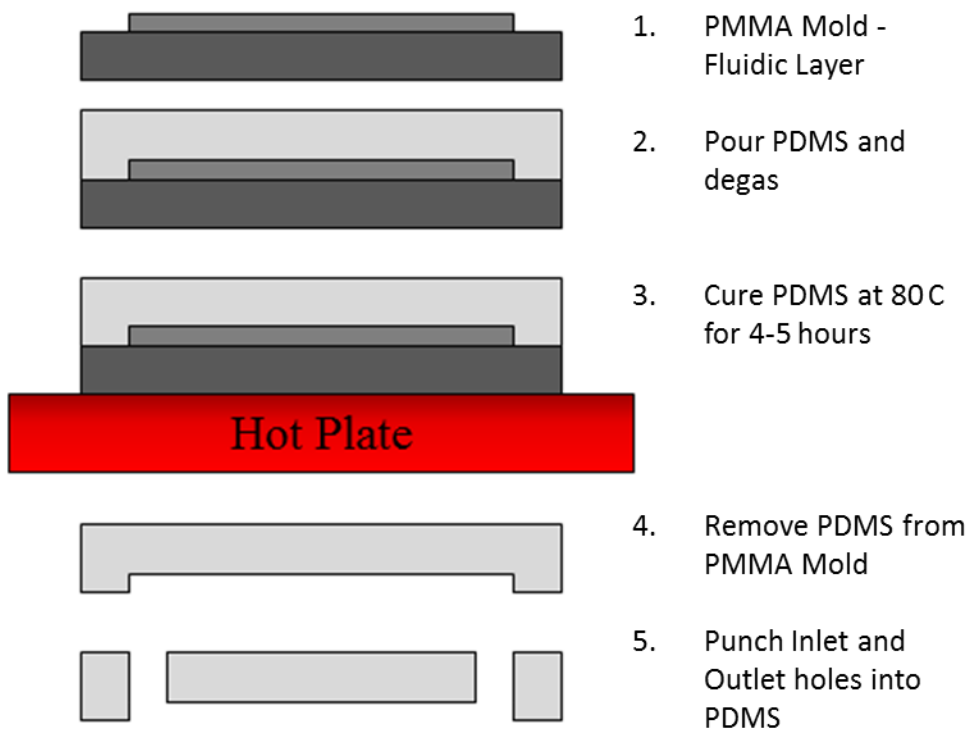 1. PMMA Mold -
Fluidic Layer
2. Pour PDMS and
degas
3. Cure PDMS at 80 C
for 4-5 hours
Hot Plate
4. Remove PDMS from
PMMA Mold
5. Punch Inlet and
Outlet holes into
PDMS